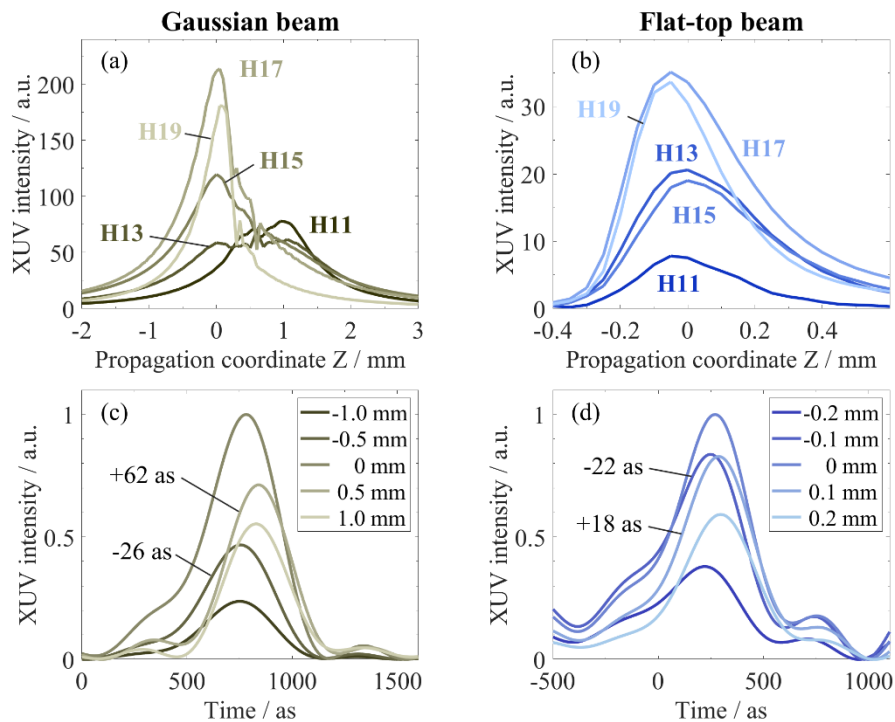 Gaussian beam
Flat-top beam
(a)
H17
H19
H15
H13
H11
200
150
100
50
0
-2 -1 0 1 2 3
XUV intensity / a.u.
Propagation coordinate Z / mm
(b)
H19
H17
H13
H15
H11
30
20
10
0
-0.4 -0.2 0 0.2 0.4
XUV intensity / a.u.
Propagation coordinate Z / mm
(c)
-1.0 mm
-0.5 mm
0 mm
0.5 mm
1.0 mm
+62 as
-26 as
1
0.5
0
0 500 1000 1500
XUV intensity / a.u.
Time / as
(d)
-0.2 mm
-0.1 mm
0 mm
0.1 mm
0.2 mm
-22 as
+18 as
1
0.5
0
-500 0 500 1000
XUV intensity / a.u.
Time / as